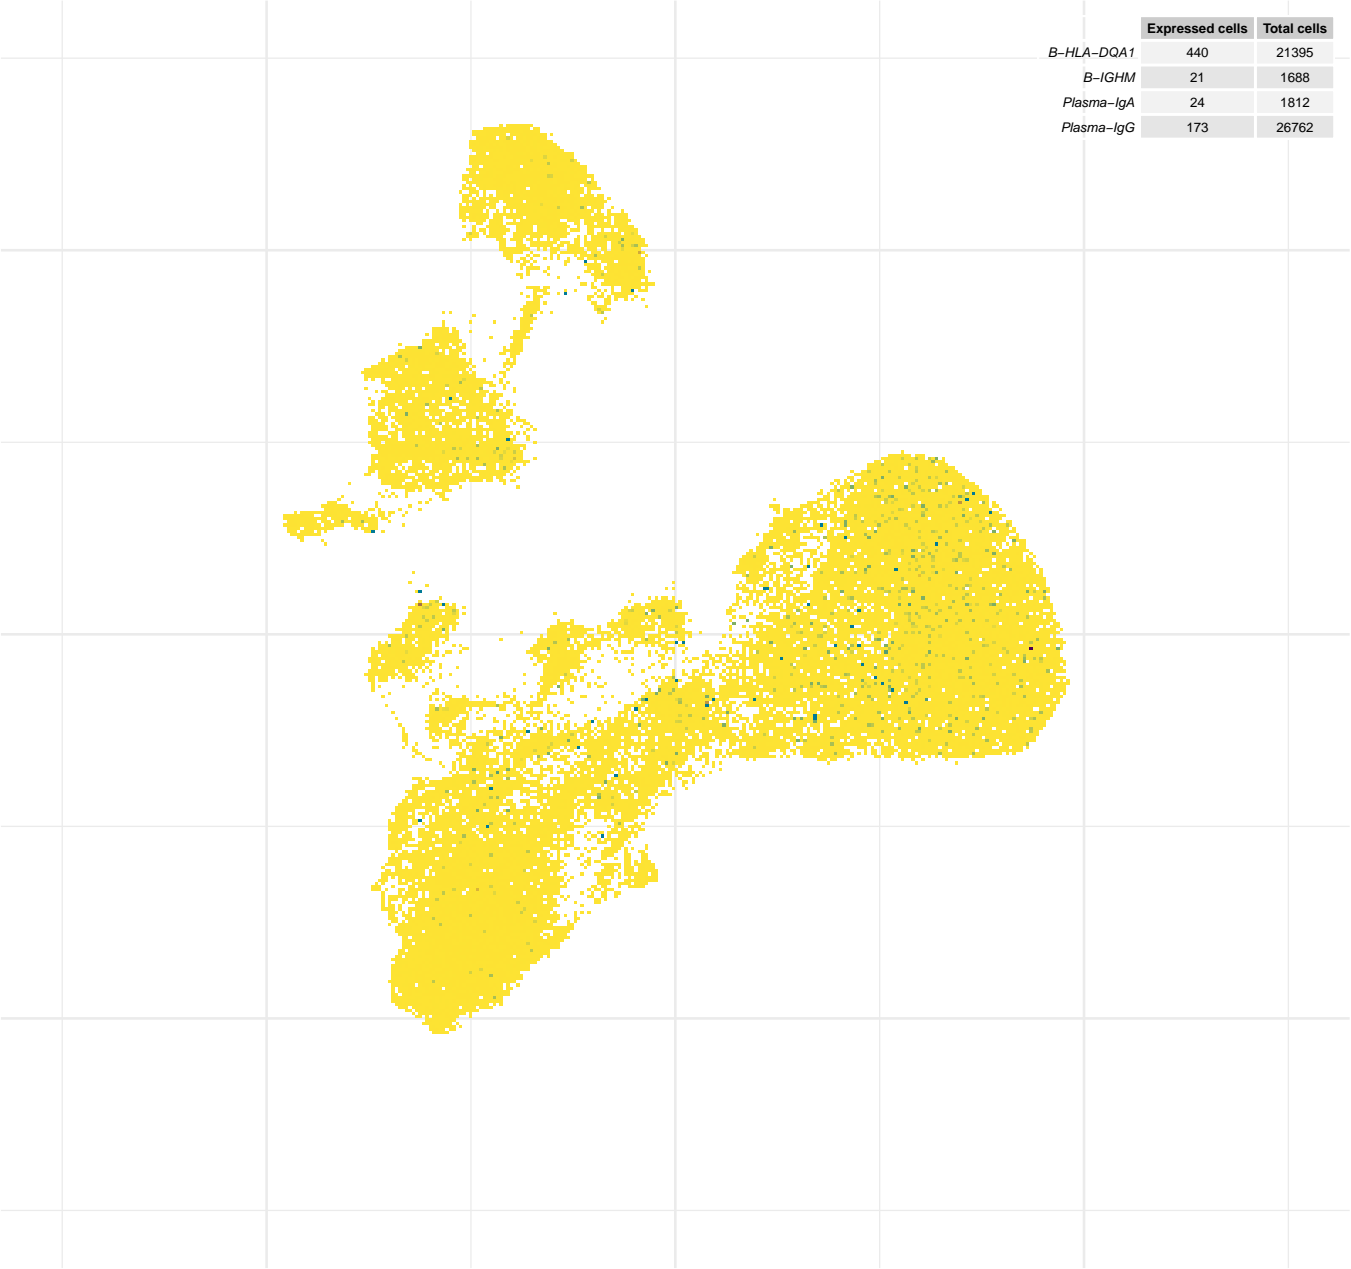 Expressed cells Total cells
B−HLA−DQA1 440 21395
B−IGHM 21 1688
Plasma−IgA 24 1812
Plasma−IgG 173 26762